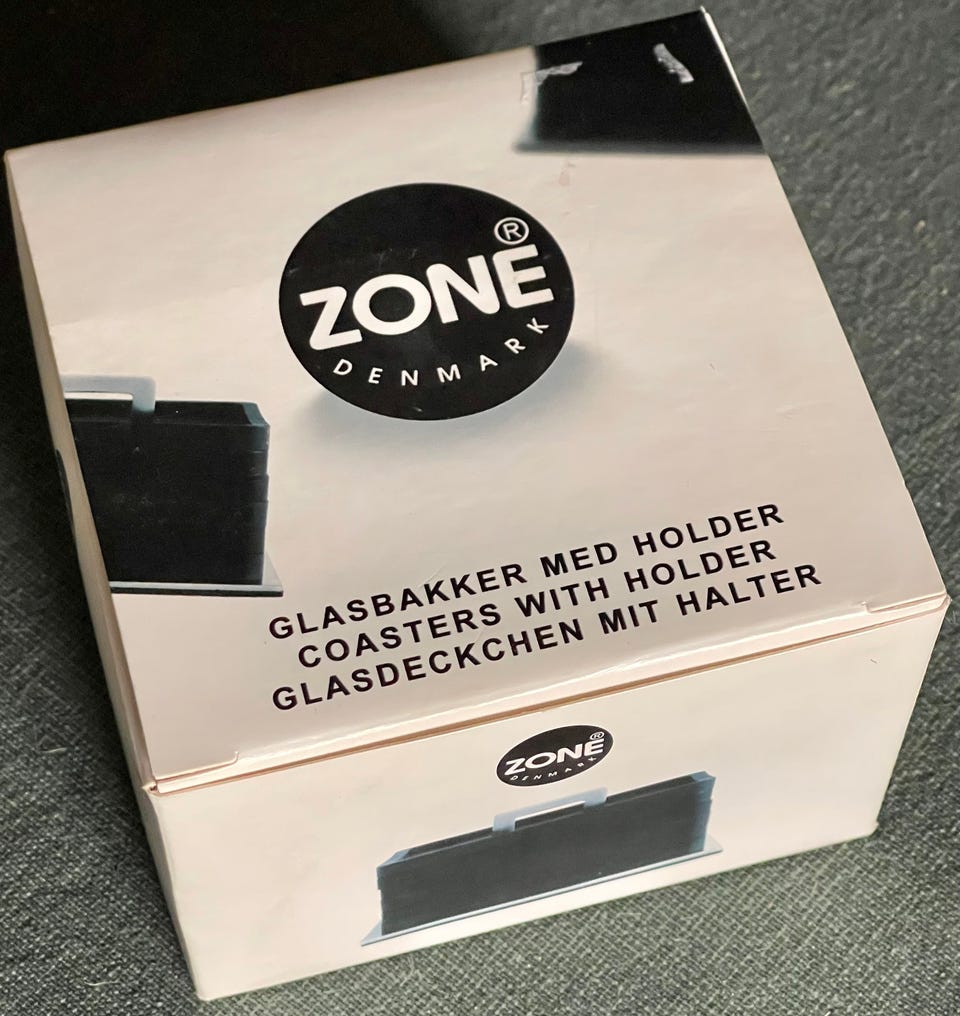 ZONE®
DENMARK
GLASBAKKER MED HOLDER
COASTERS WITH HOLDER
GLASDECKCHEN MIT HALTER
ZONE®
DENMARK